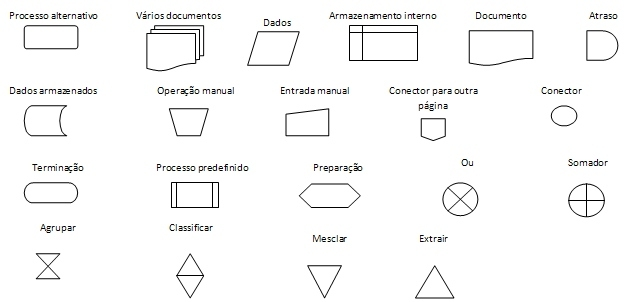 Processo alternativo
Vários documentos
Dados
Armazenamento interno
Documento
Atraso
Dados armazenados
Operação manual
Entrada manual
Conector para outra
página
Conector
Terminação
Processo predefinido
Preparação
Ou
Somador
Agrupar
Classificar
Mesclar
Extrair